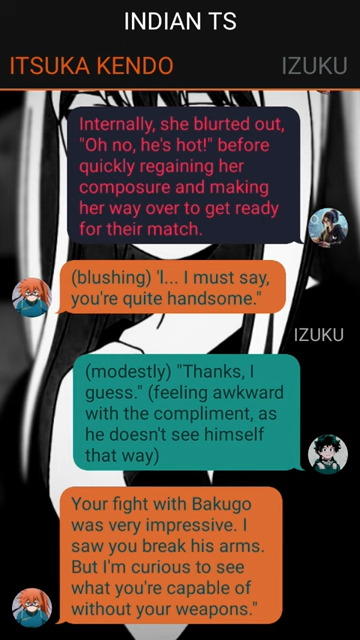 INDIAN TS
ITSUKA KENDO IZUKU
Internally, she blurted out,
"Oh no, he's hot!" before
quickly regaining her
composure and making
her way over to get ready
for their match.
(blushing) 'I... I must say,
you're quite handsome."
IZUKU
(modestly) "Thanks, I
guess." (feeling awkward
with the compliment, as
he doesn't see himself
that way)
Your fight with Bakugo
was very impressive. I
saw you break his arms.
But I'm curious to see
what you're capable of
without your weapons."